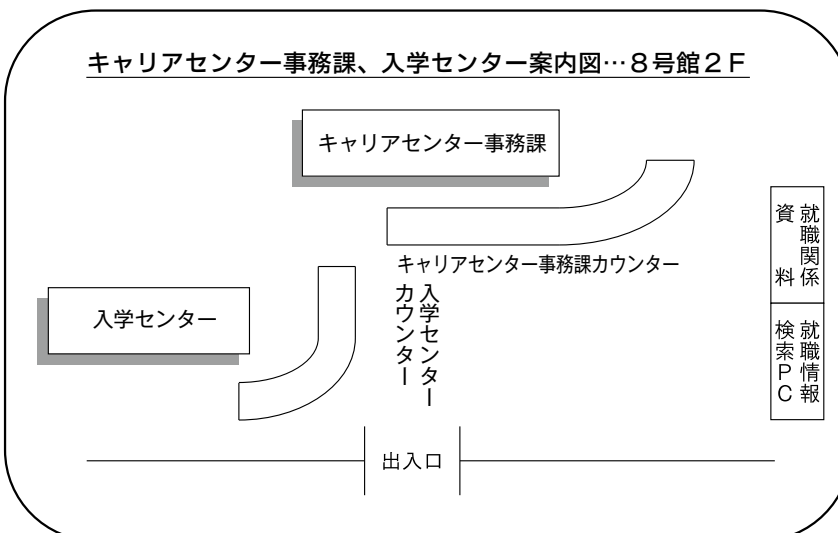 キャリアセンター事務課、入学センター案内図…8号館2F
キャリアセンター事務課
キャリアセンター事務課カウンター
入学センター
カウンター
入学センター
就職関係
資料
就職情報
検索PC
出入口